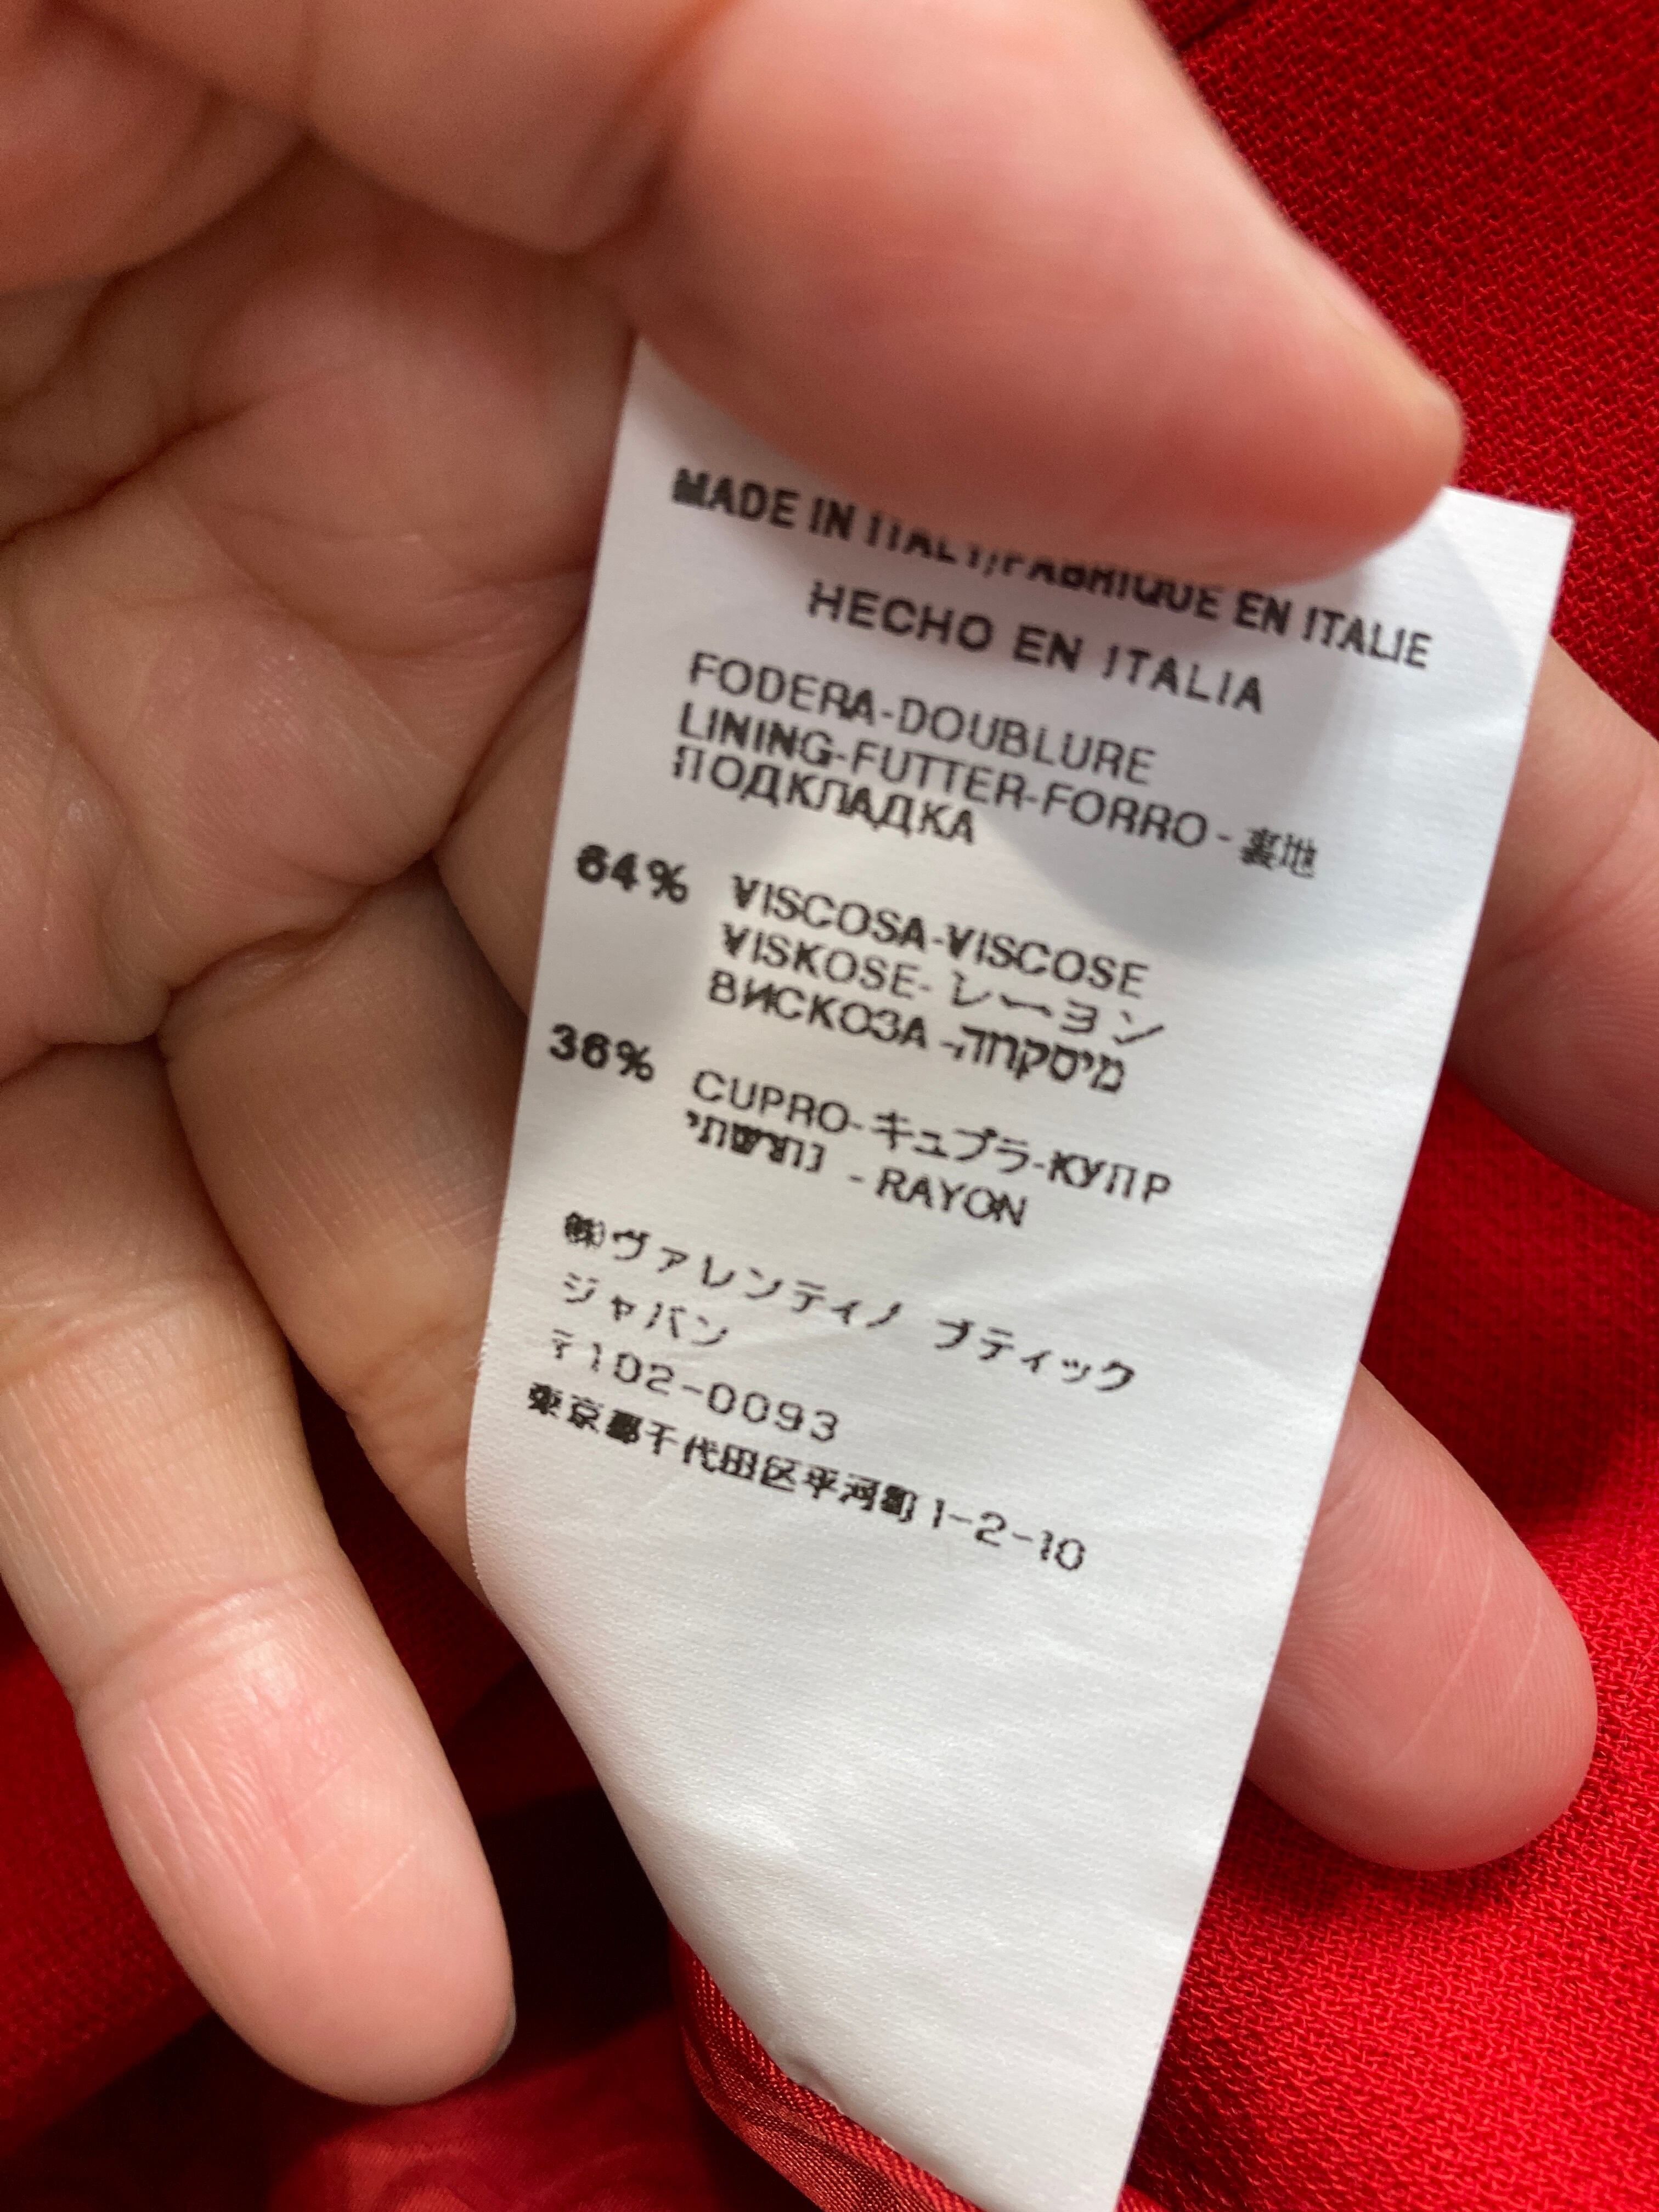 MADE IN ITALY/FABRIQUE EN ITALIE
HECHO EN ITALIA
FODERA-DOUBLURE
LINING-FUTTER-FORRO - 裏地
ПОДКЛАДКА
64% VISCOSA-VISCOSE
VISKOSE- レーヨン
ВИСКОЗА -מיסקחה
36% CUPRO-キュプラ-КУПР
נחרשתי - RAYON
㈱ヴァレンティノ ブティック
ジャパン
〒102-0093
東京都千代田区平河町1-2-10